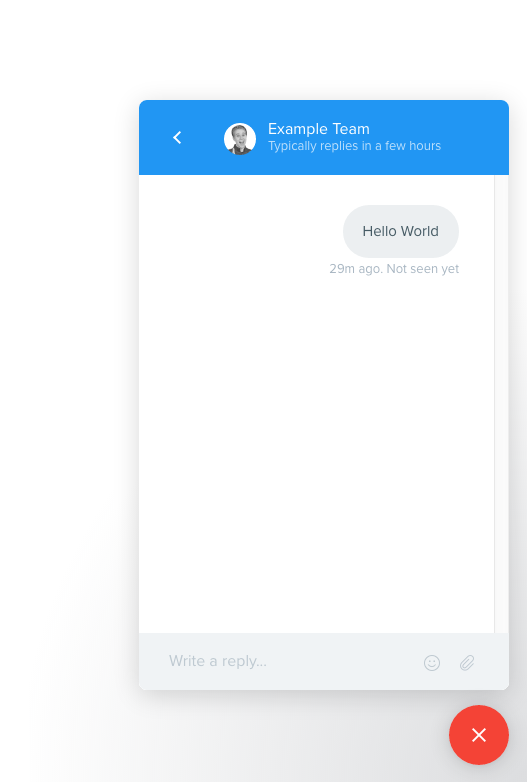 Example Team
Typically replies in a few hours
Hello World
29m ago. Not seen yet
Write a reply...